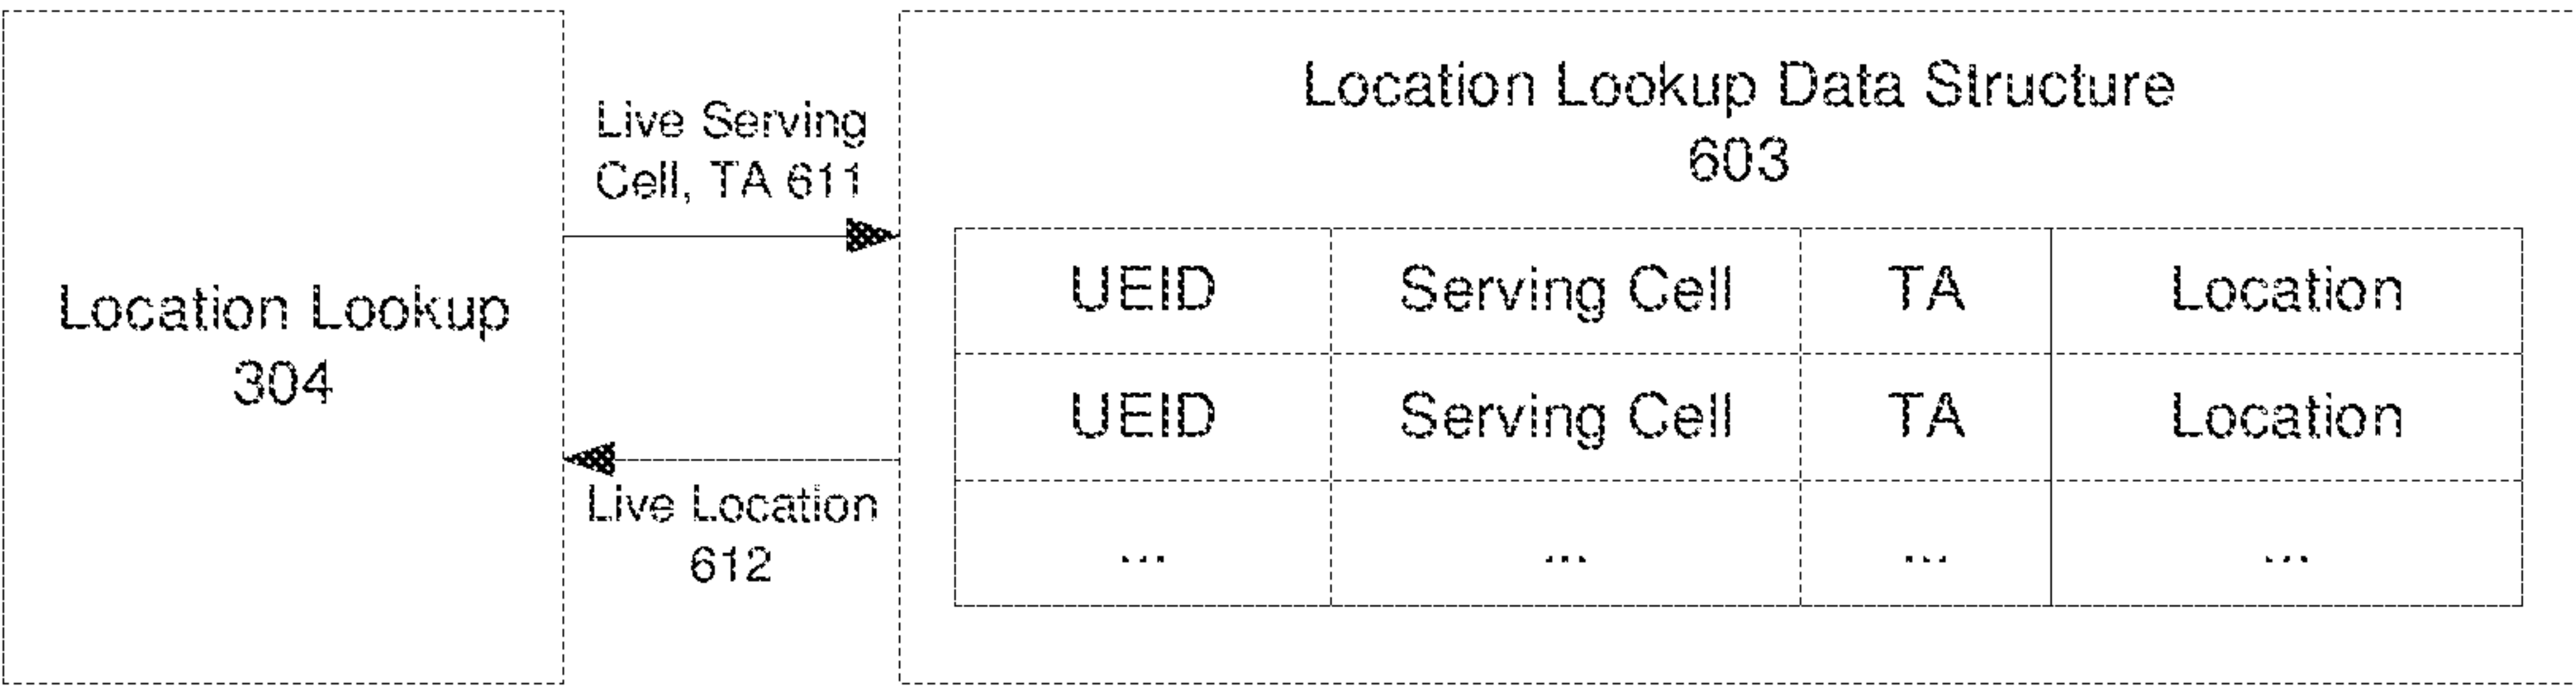 Location Lookup
304
Live Serving
Cell, TA 611
Live Location
612
Location Lookup Data Structure
603
UEID Serving Cell TA Location
UEID Serving Cell TA Location
... ... ... ...